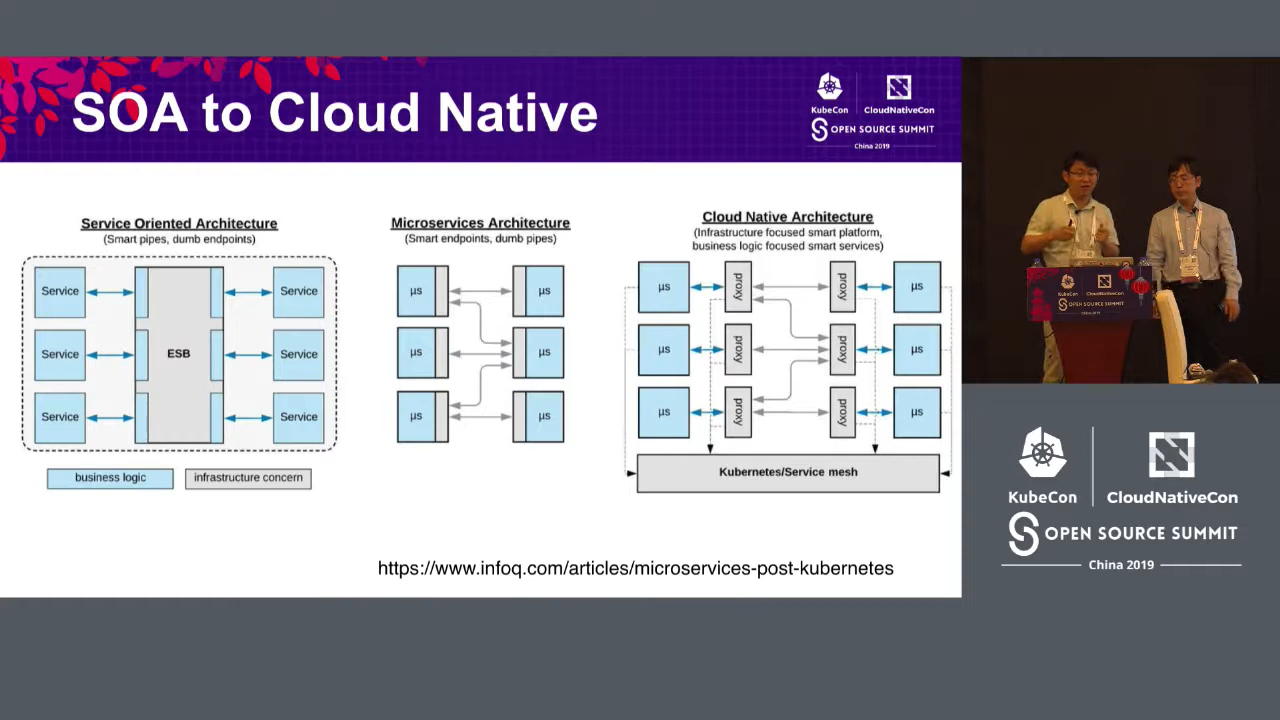 SOA to Cloud Native
KubeCon
CloudNativeCon
OPEN SOURCE SUMMIT
China 2019
Service Oriented Architecture
(Smart pipes, dumb endpoints)
Service
Service
Service
ESB
Service
Service
Service
business logic
infrastructure concern
Microservices Architecture
(Smart endpoints, dumb pipes)
µs
µs
µs
µs
µs
µs
Cloud Native Architecture
(Infrastructure focused smart platform,
business logic focused smart services)
µs
proxy
proxy
µs
µs
proxy
proxy
µs
µs
proxy
proxy
µs
Kubernetes/Service mesh
https://www.infoq.com/articles/microservices-post-kubernetes
OPEN SOURCE SUMMIT
KubeCon
CloudNativeCon
OPEN SOURCE SUMMIT
China 2019